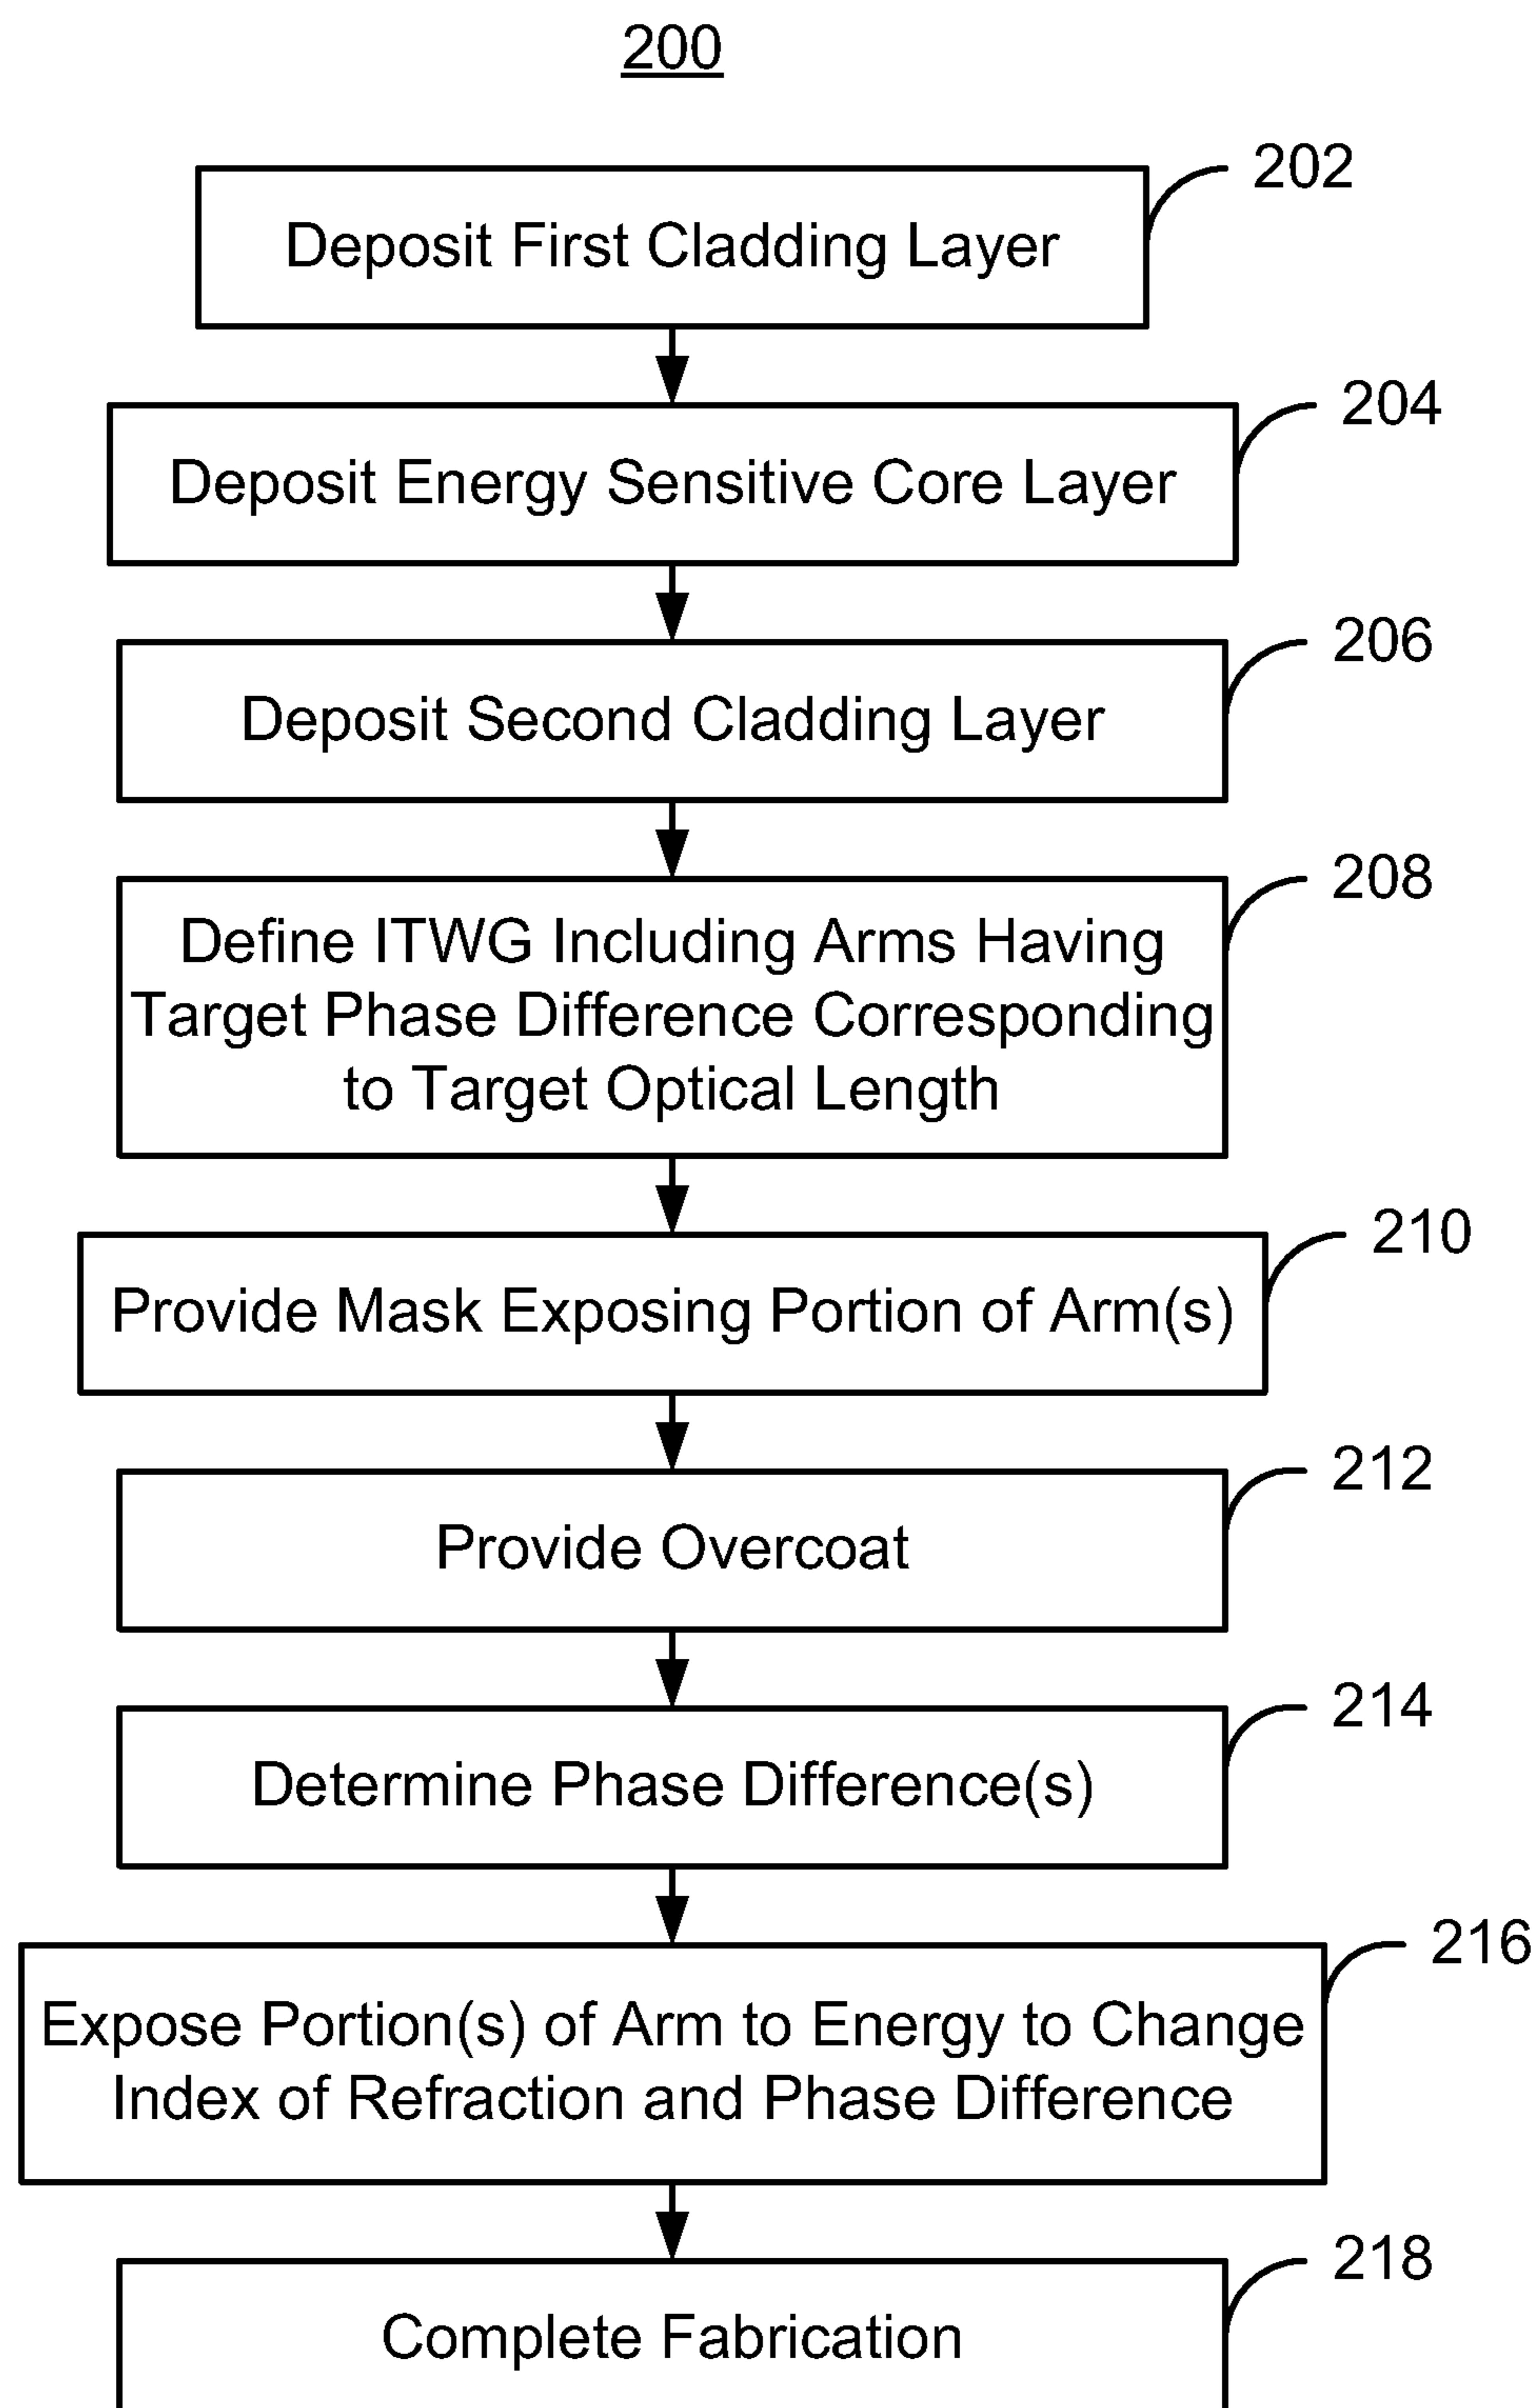 200
202
Deposit First Cladding Layer
204
Deposit Energy Sensitive Core Layer
206
Deposit Second Cladding Layer
208
Define ITWG Including Arms Having
Target Phase Difference Corresponding
to Target Optical Length
210
Provide Mask Exposing Portion of Arm(s)
212
Provide Overcoat
214
Determine Phase Difference(s)
216
Expose Portion(s) of Arm to Energy to Change
Index of Refraction and Phase Difference
218
Complete Fabrication